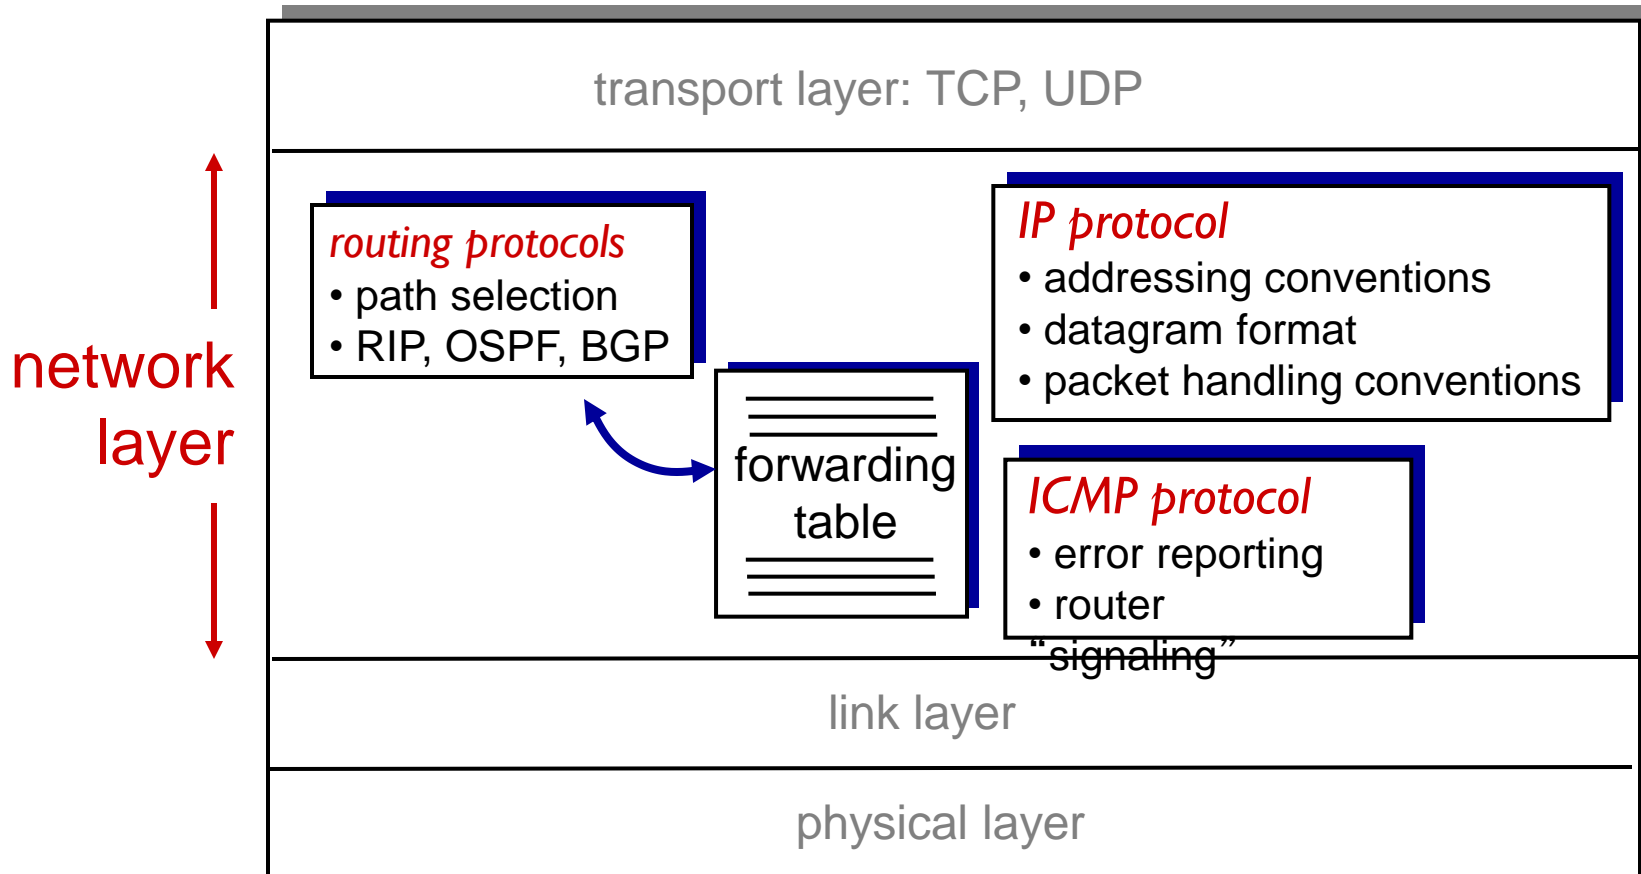 transport layer: TCP, UDP
network
layer
routing protocols
• path selection
• RIP, OSPF, BGP
forwarding
table
IP protocol
• addressing conventions
• datagram format
• packet handling conventions
ICMP protocol
• error reporting
• router
“signaling”
link layer
physical layer